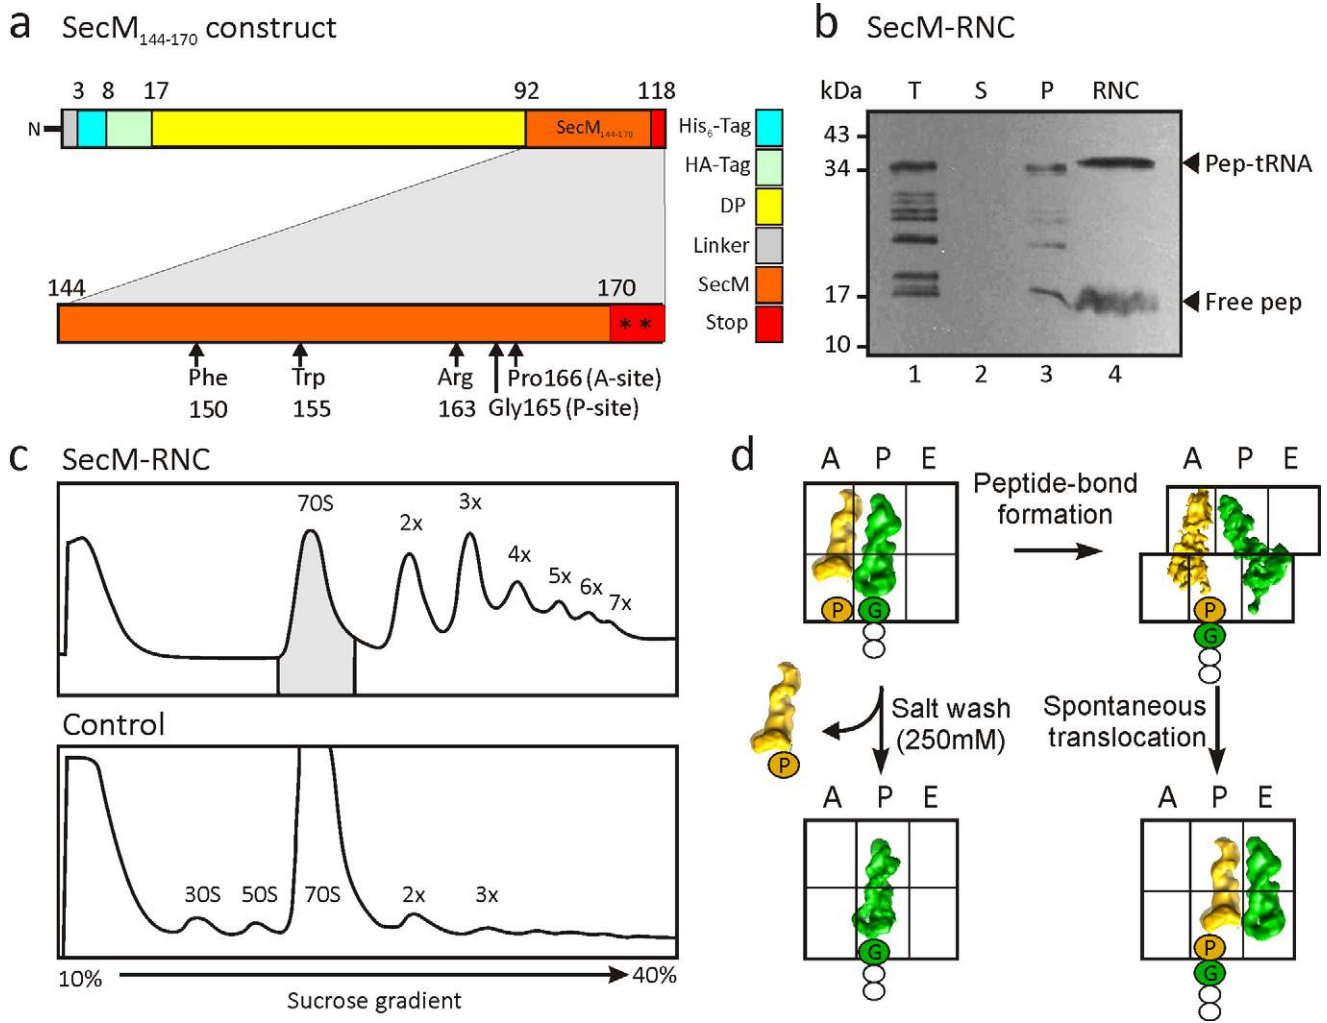 a SecM144-170 construct
3 8 17 92 118
N
SecM144-170
His6-Tag
HA-Tag
DP
Linker
SecM
Stop
144 170
* *
Phe
150
Trp
155
Arg
163
Pro166 (A-site)
Gly165 (P-site)
b SecM-RNC
kDa T S P RNC
43
34
17
10
Pep-tRNA
Free pep
1 2 3 4
c SecM-RNC
70S 2x 3x 4x 5x 6x 7x
Control
30S 50S 70S 2x 3x
10% 40%
Sucrose gradient
d
A P E
P G
Peptide-bond
formation
A P E
P
G
P
Salt wash
(250mM)
Spontaneous
translocation
A P E
G
A P E
P
G